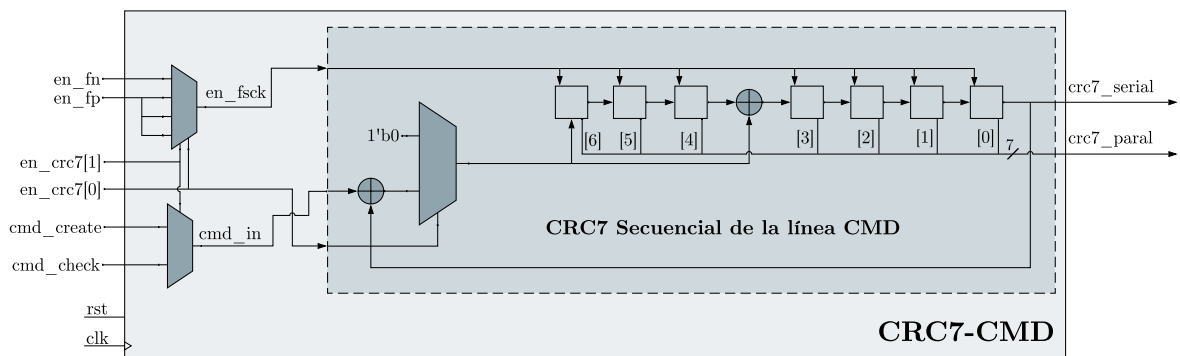 en_fn
en_fp
en_fsck
crc7_serial
1'b0
[6] [5] [4] [3] [2] [1] [0]
7
crc7_paral
en_crc7[1]
en_crc7[0]
cmd_create
cmd_in
CRC7 Secuencial de la línea CMD
cmd_check
rst
clk
CRC7-CMD